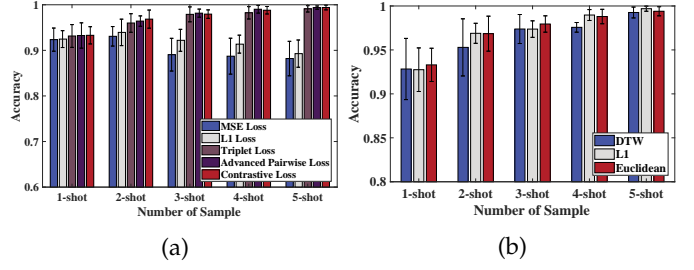 1
0.9
0.8
0.7
0.6
Accuracy
MSE Loss
L1 Loss
Triplet Loss
Advanced Pairwise Loss
Contrastive Loss
1-shot 2-shot 3-shot 4-shot 5-shot
Number of Sample
(a)
1
0.95
0.9
0.85
0.8
Accuracy
DTW
L1
Euclidean
1-shot 2-shot 3-shot 4-shot 5-shot
Number of Sample
(b)